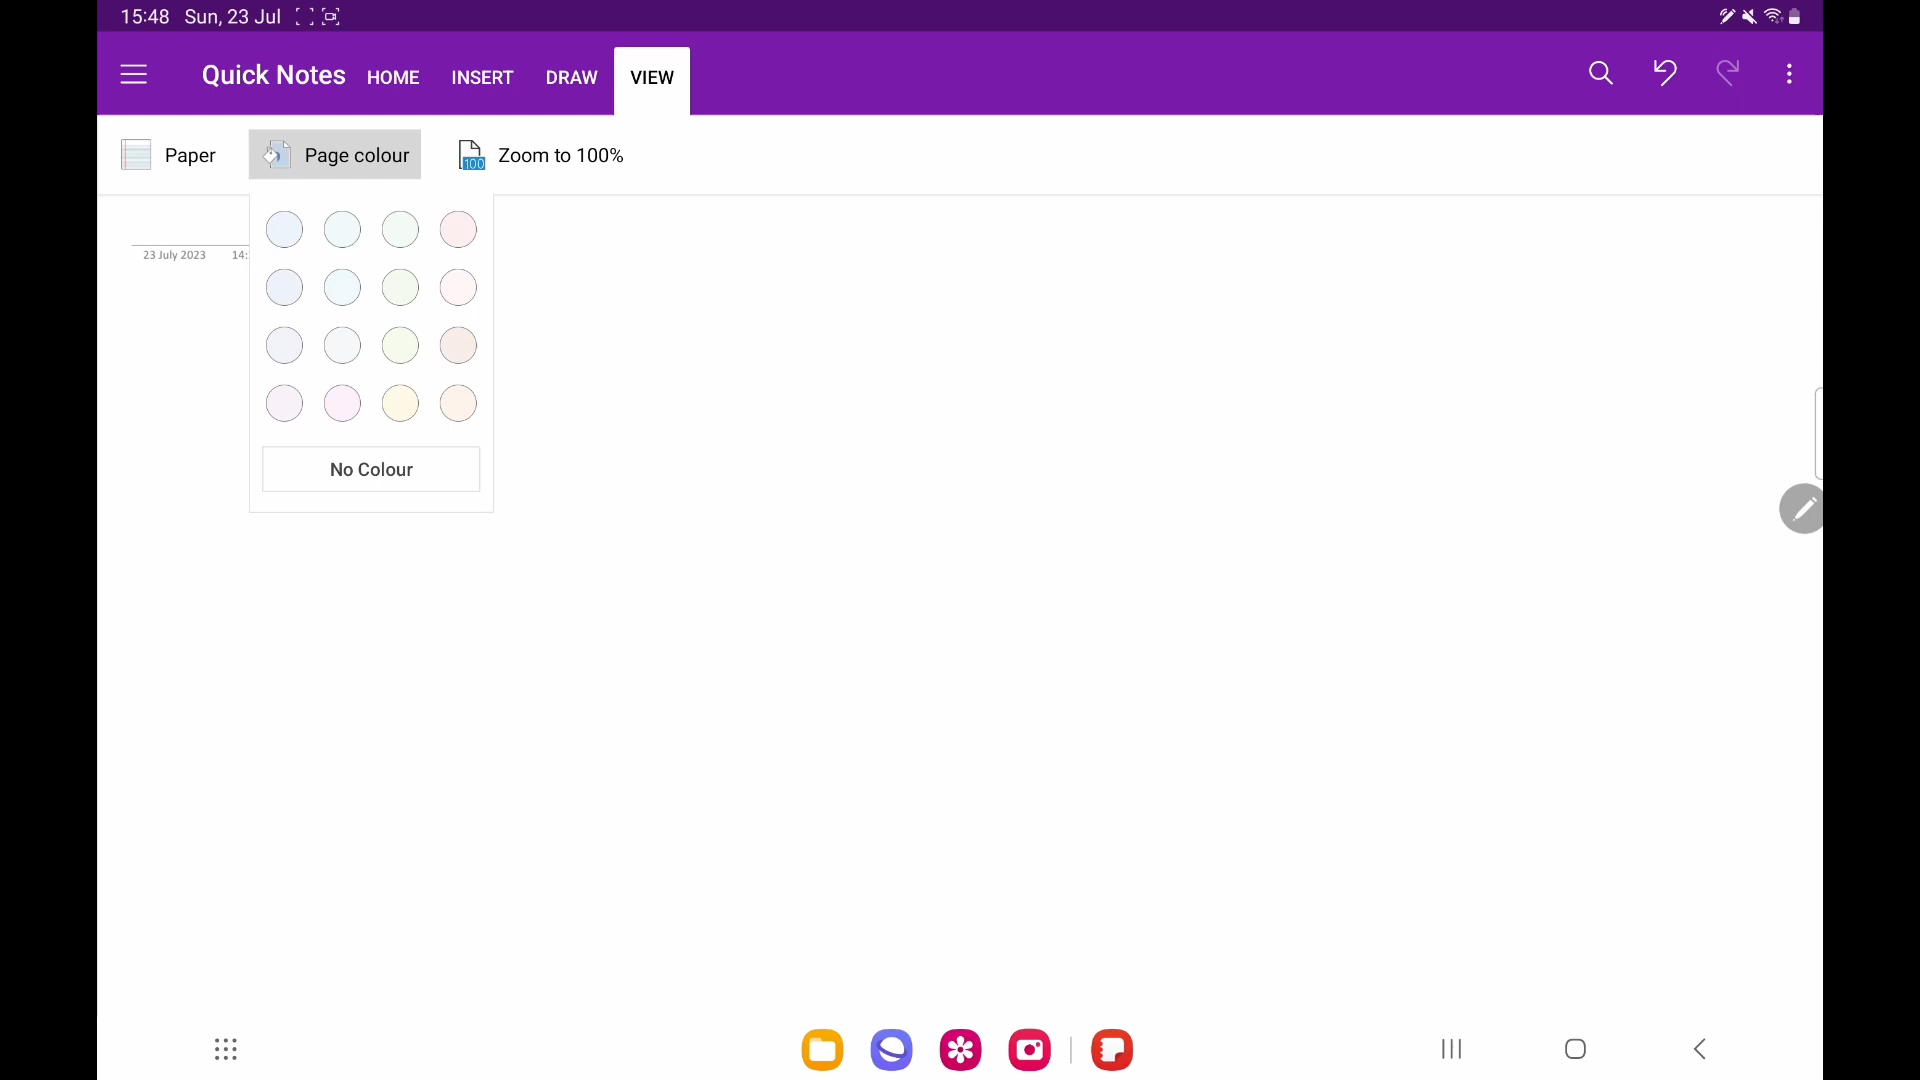 15:48 Sun, 23 Jul
Quick Notes HOME INSERT DRAW VIEW
Paper Page colour 100 Zoom to 100%
23 July 2023 14:
No Colour